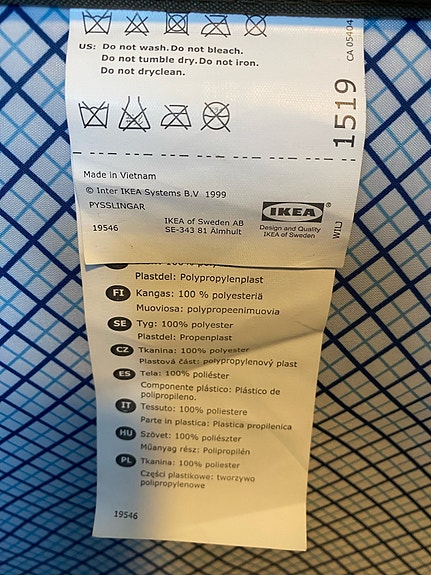 CA 05404
US: Do not wash. Do not bleach.
Do not tumble dry. Do not iron.
Do not dryclean.
1519
Made in Vietnam
© Inter IKEA Systems B.V 1999
PYSSLINGAR
IKEA of Sweden AB
19546
SE-343 81 Älmhult
IKEA®
Design and Quality
IKEA of Sweden
Plastdel: Polypropylenplast
FI Kangas: 100 % polyesteriä
Muoviosa: polypropeenimuovia
SE Tyg: 100% polyester
Plastdel: Propenplast
CZ Tkanina: 100% polyester
Plastová část: polypropylenový plast
ES Tela: 100% poliéster
Componente plástico: Plástico de
polipropileno.
IT Tessuto: 100% poliestere
Parte in plastica: Plastica propilenica
HU Szövet: 100% poliészter
Műanyag rész: Polipropilén
PL Tkanina: 100% poliester
Części plastikowe: tworzywo
polipropylenowe
19546